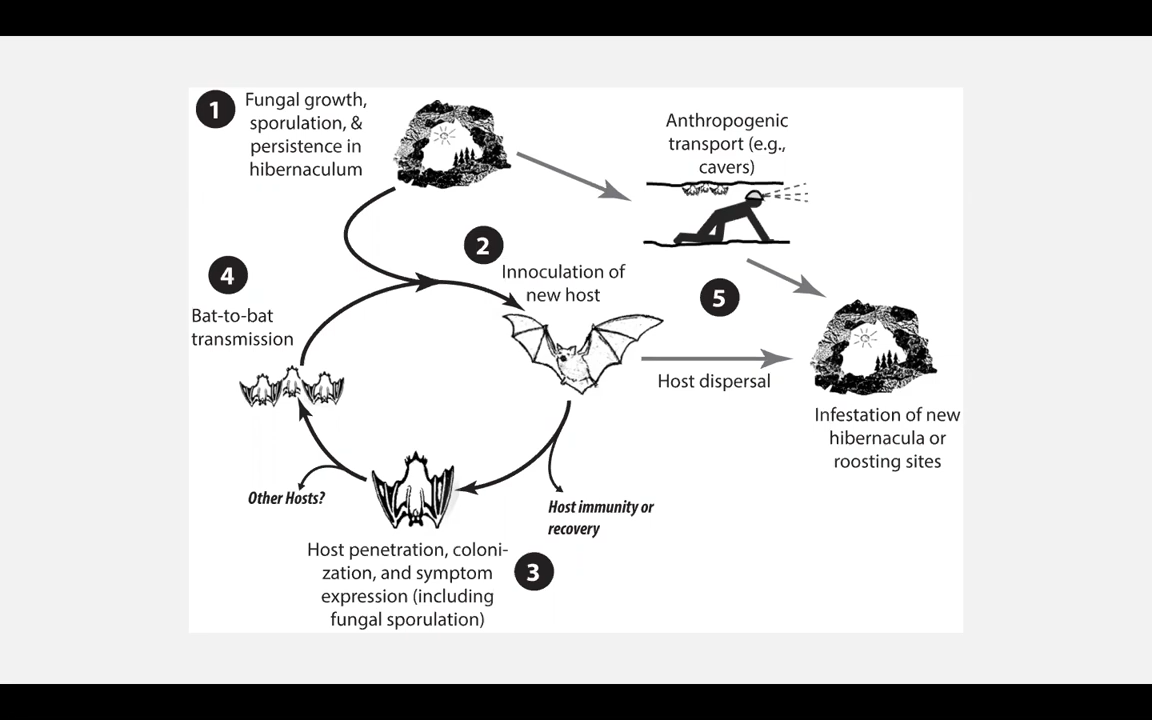 1
Fungal growth,
sporulation, &
persistence in
hibernaculum
Anthropogenic
transport (e.g.,
cavers)
2
Innoculation of
new host
4
Bat-to-bat
transmission
5
Host dispersal
Infestation of new
hibernacula or
roosting sites
Other Hosts?
Host immunity or
recovery
Host penetration, coloni-
zation, and symptom
expression (including
fungal sporulation)
3